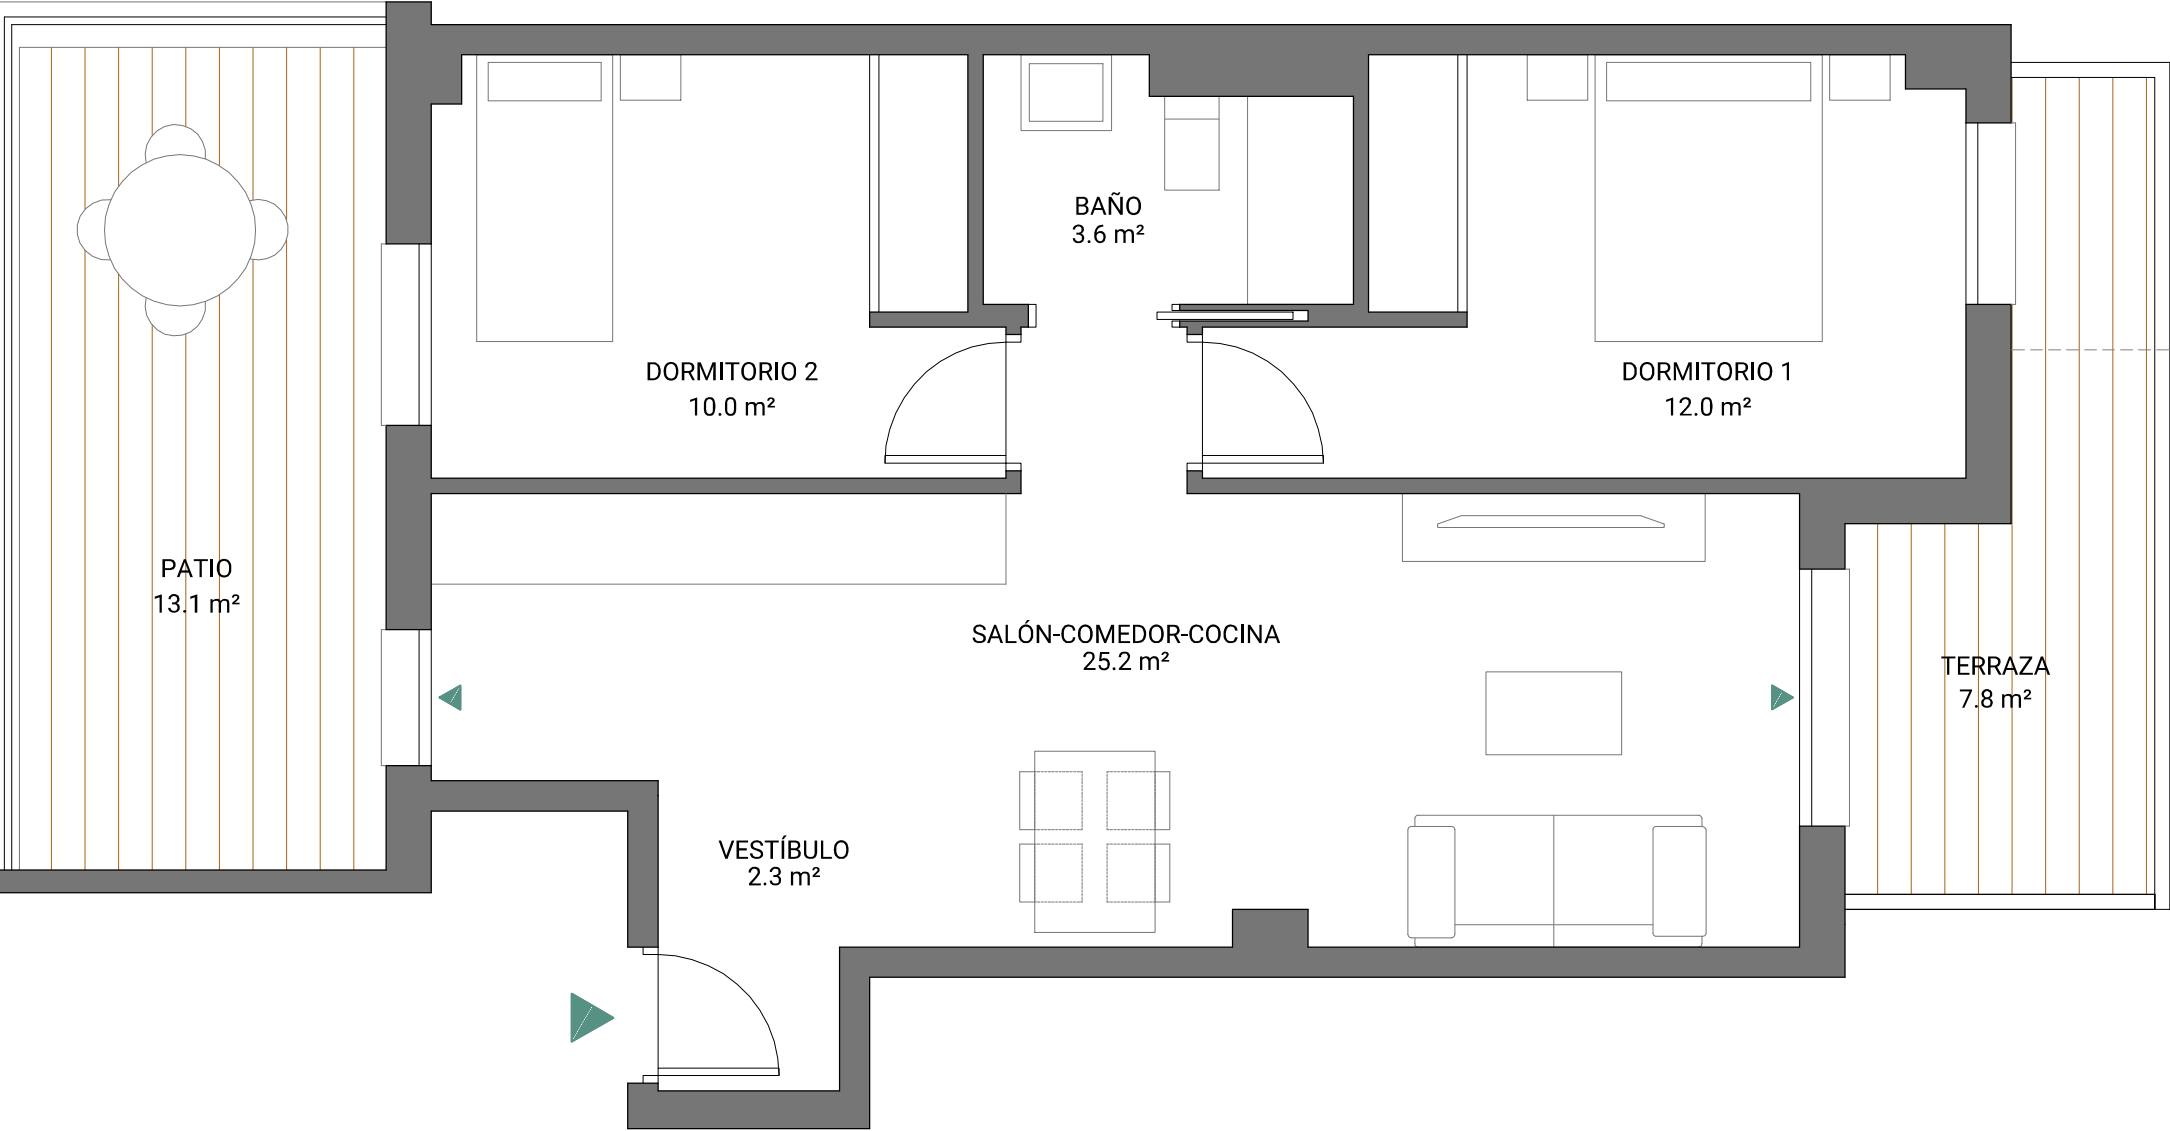 BAÑO
3.6 m²
DORMITORIO 2
10.0 m²
DORMITORIO 1
12.0 m²
PATIO
13.1 m²
SALÓN-COMEDOR-COCINA
25.2 m²
TERRAZA
7.8 m²
VESTÍBULO
2.3 m²